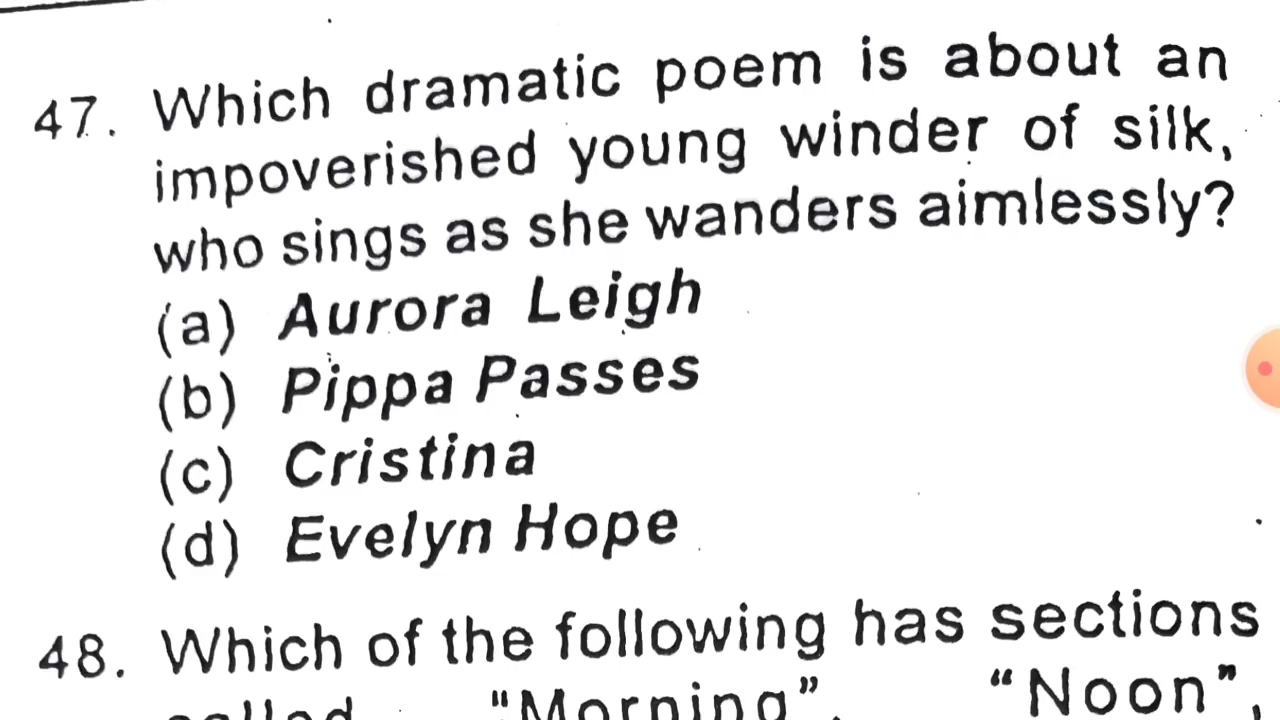 47. Which dramatic poem is about an
impoverished young winder of silk,
who sings as she wanders aimlessly?
(a) Aurora Leigh
(b) Pippa Passes
(c) Cristina
(d) Evelyn Hope
48. Which of the following has sections
called "Morning", "Noon",